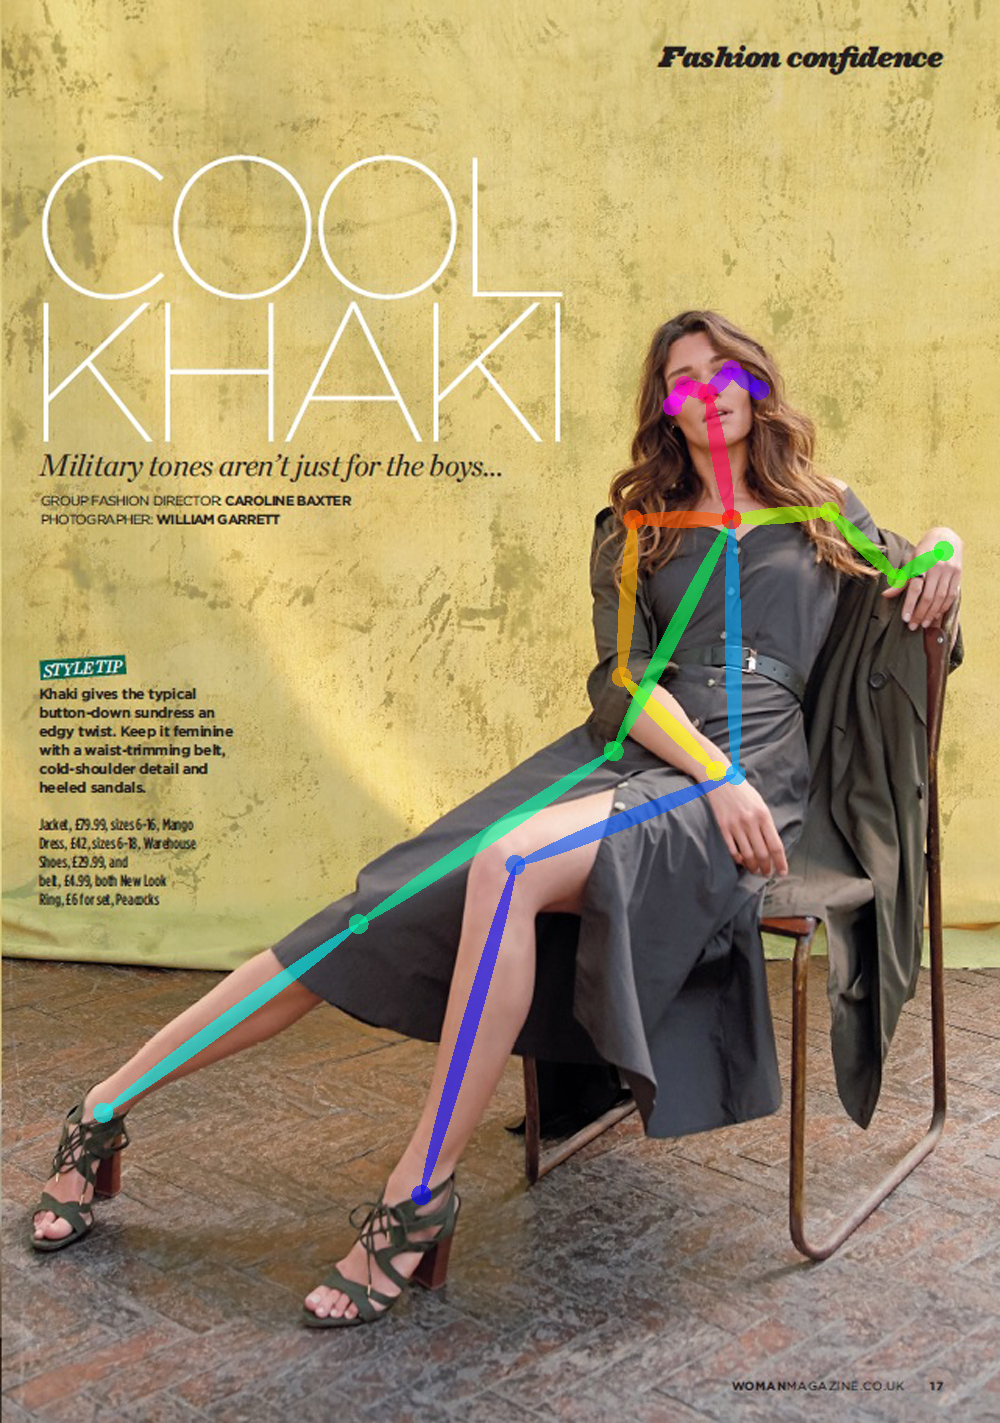 Fashion confidence
COOL
KHAKI
Military tones aren't just for the boys...
GROUP FASHION DIRECTOR: CAROLINE BAXTER
PHOTOGRAPHER: WILLIAM GARRETT
STYLE TIP
Khaki gives the typical
button-down sundress an
edgy twist. Keep it feminine
with a waist-trimming belt,
cold-shoulder detail and
heeled sandals.
Jacket, £79.99, sizes 6-16, Mango
Dress, £42, sizes 6-18, Warehouse
Shoes, £29.99, and
belt, £4.99, both New Look
Ring, £6 for set, Peacocks
WOMANMAGAZINE.CO.UK 17